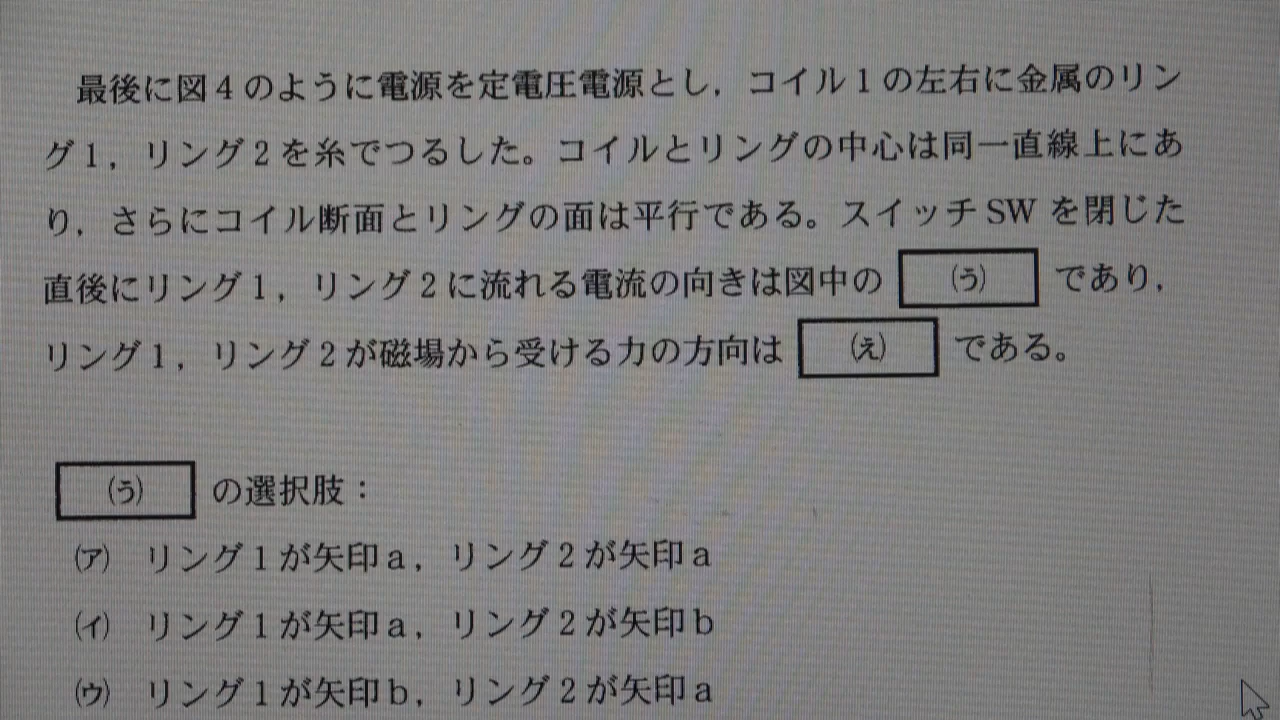 最後に図4のように電源を定電圧電源とし，コイル1の左右に金属のリン
グ1，リング2を糸でつるした。コイルとリングの中心は同一直線上にあ
り，さらにコイル断面とリングの面は平行である。スイッチSWを閉じた
直後にリング1，リング2に流れる電流の向きは図中の (う) であり，
リング1，リング2が磁場から受ける力の方向は (え) である。
(う) の選択肢：
(ア) リング1が矢印a，リング2が矢印a
(イ) リング1が矢印a，リング2が矢印b
(ウ) リング1が矢印b，リング2が矢印a